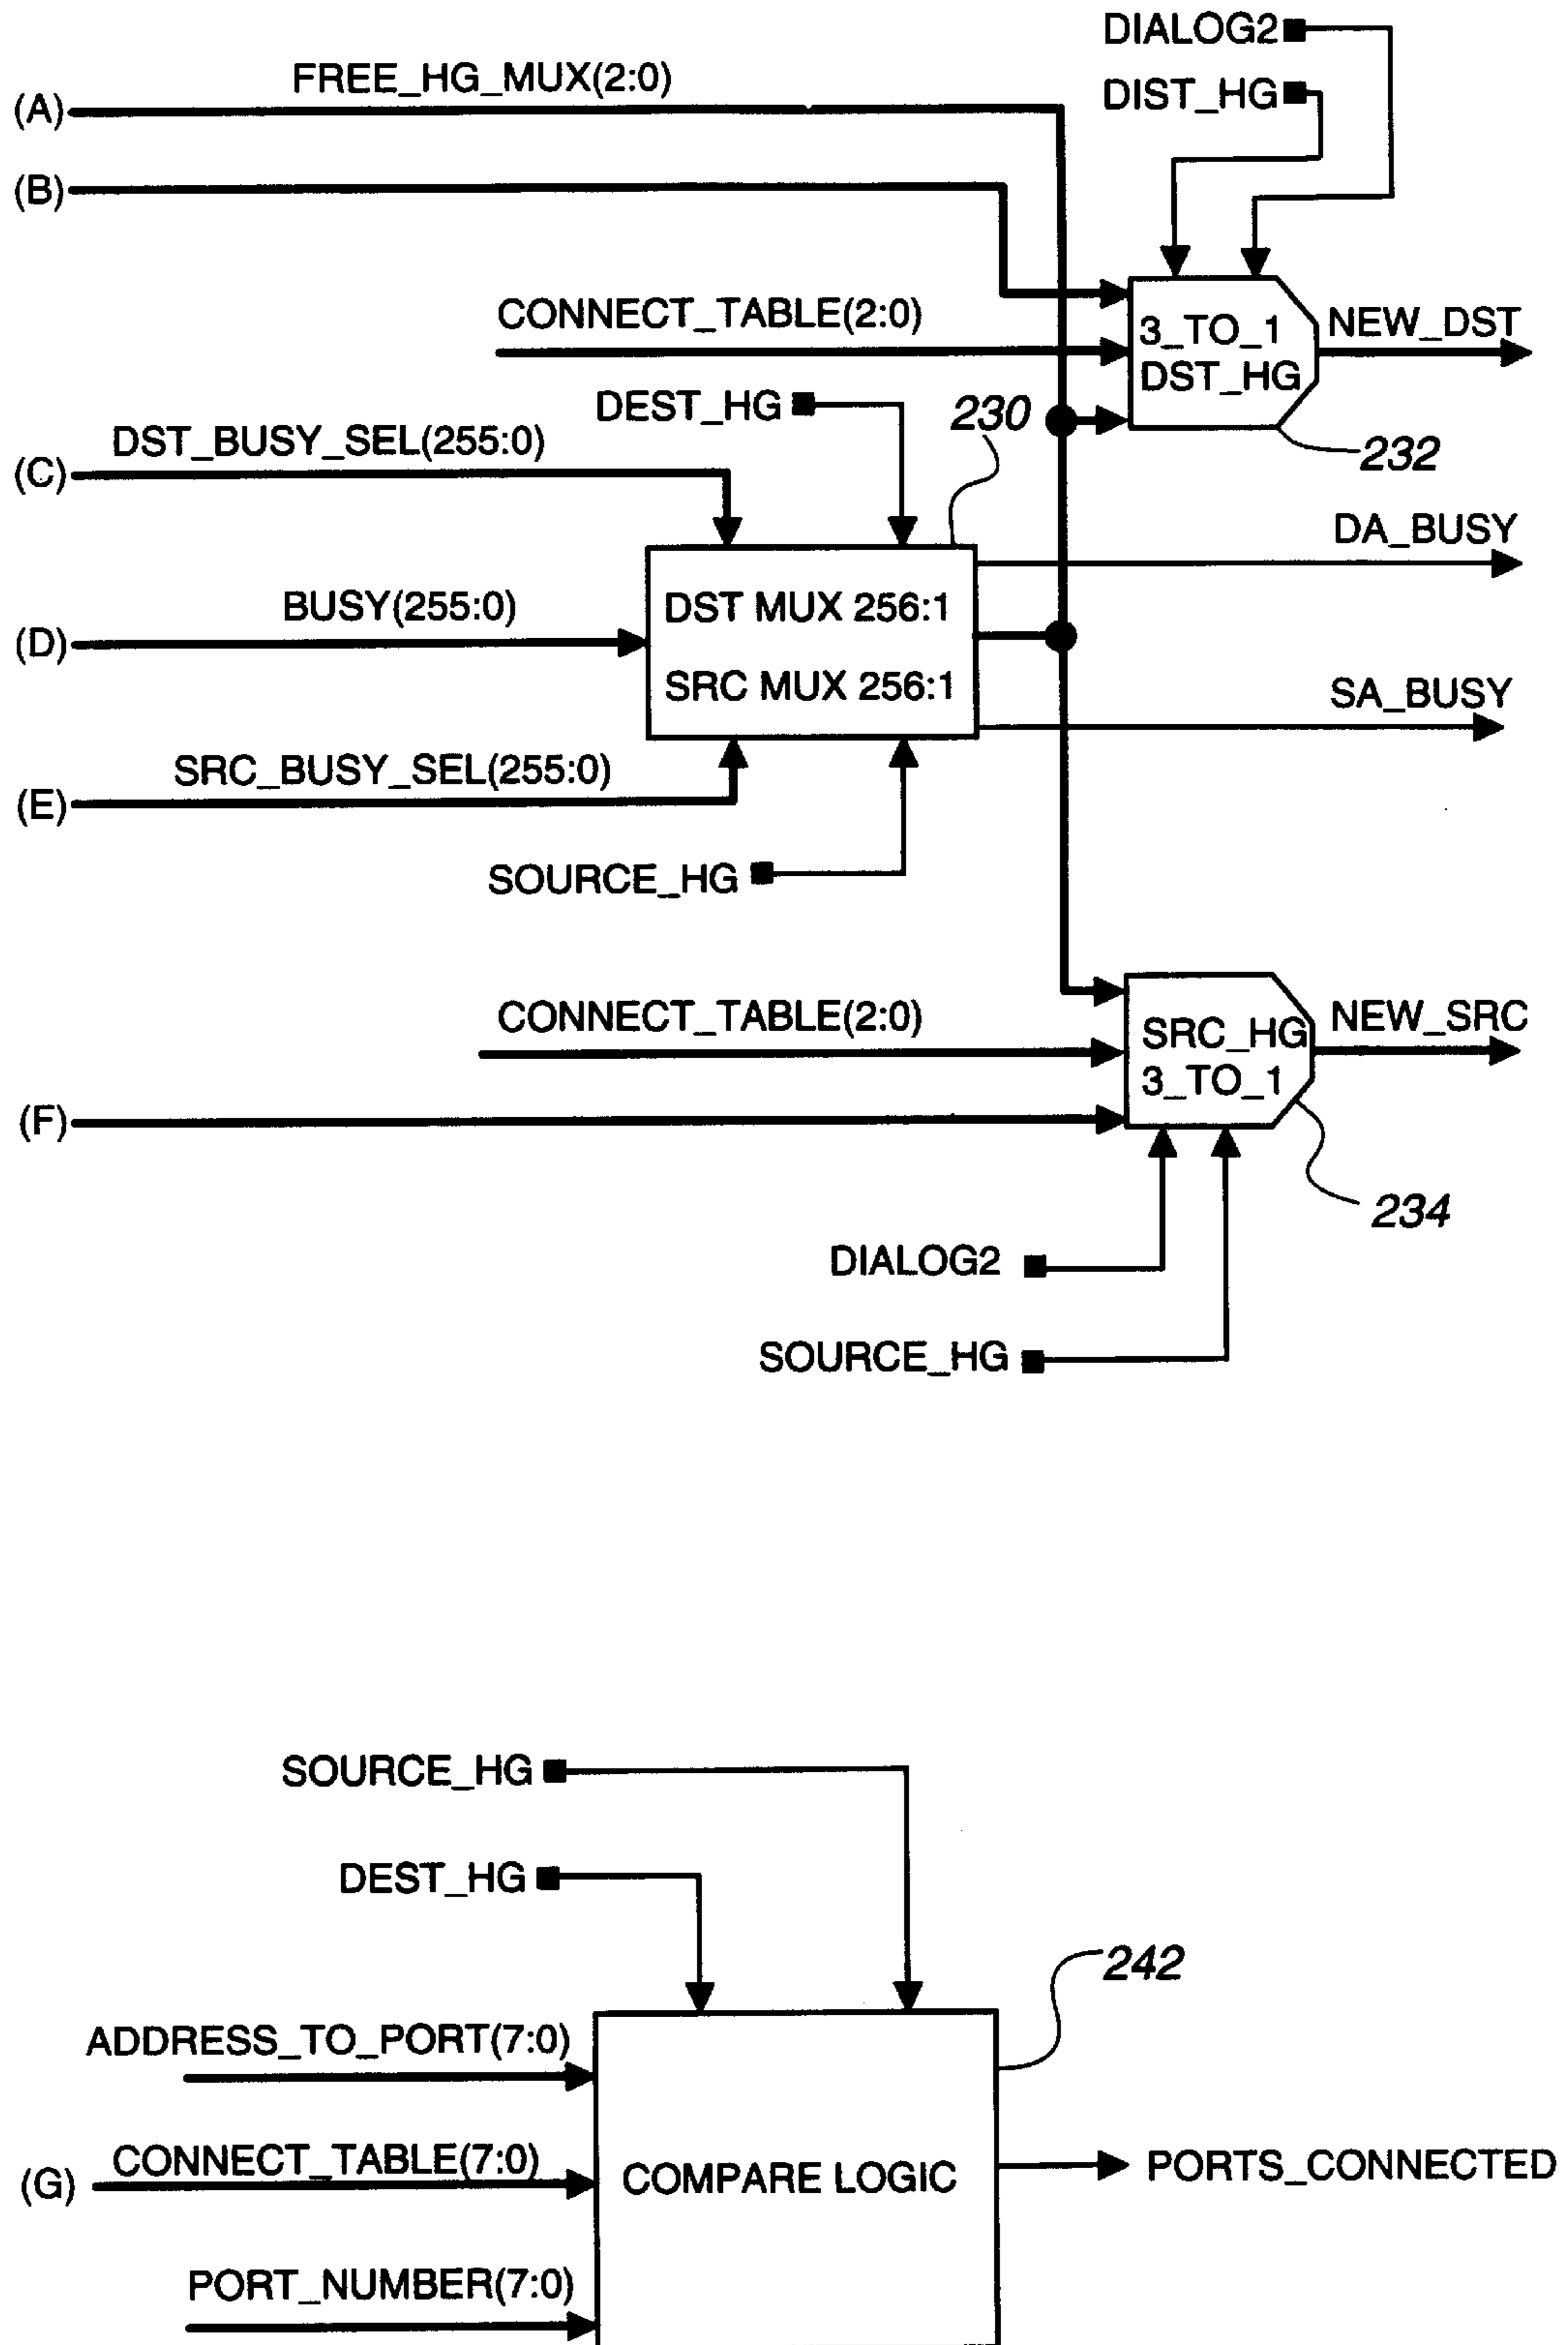 DIALOG2
FREE_HG_MUX(2:0)
DIST_HG
(A)
(B)
CONNECT_TABLE(2:0)
3_TO_1
DST_HG
NEW_DST
DEST_HG
230
232
DST_BUSY_SEL(255:0)
(C)
DA_BUSY
BUSY(255:0)
(D)
DST MUX 256:1
SRC MUX 256:1
SA_BUSY
SRC_BUSY_SEL(255:0)
(E)
SOURCE_HG
CONNECT_TABLE(2:0)
SRC_HG
3_TO_1
NEW_SRC
(F)
234
DIALOG2
SOURCE_HG
SOURCE_HG
DEST_HG
242
ADDRESS_TO_PORT(7:0)
CONNECT_TABLE(7:0)
(G)
COMPARE LOGIC
PORTS_CONNECTED
PORT_NUMBER(7:0)